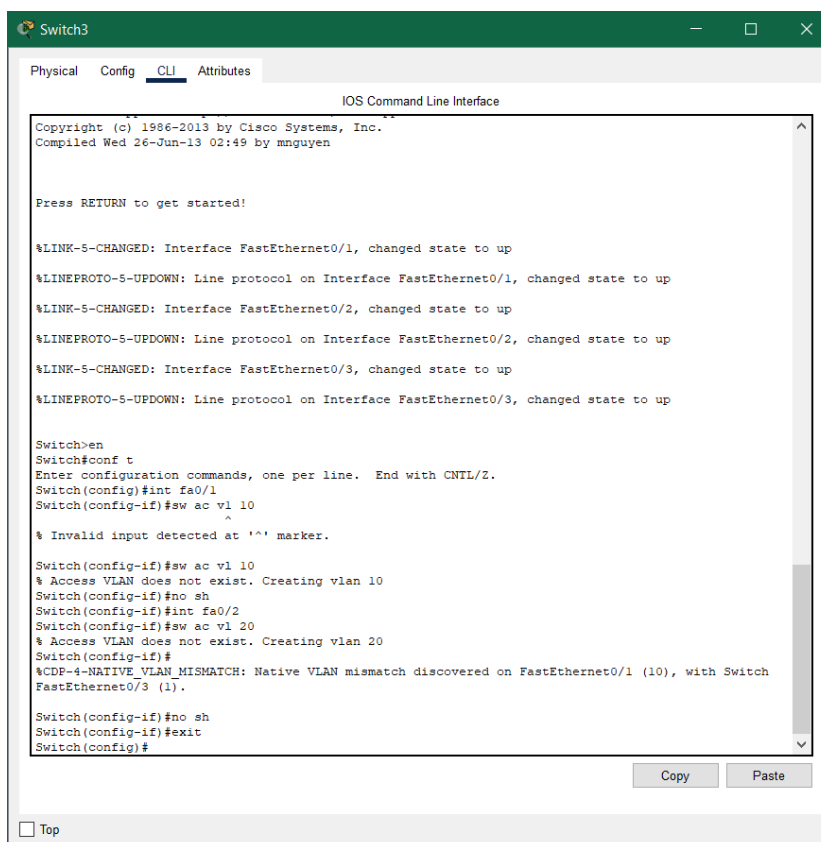 Switch3
Physical Config CLI Attributes
IOS Command Line Interface
Copyright (c) 1986-2013 by Cisco Systems, Inc.
Compiled Wed 26-Jun-13 02:49 by mnguyen
Press RETURN to get started!
%LINK-5-CHANGED: Interface FastEthernet0/1, changed state to up
%LINEPROTO-5-UPDOWN: Line protocol on Interface FastEthernet0/1, changed state to up
%LINK-5-CHANGED: Interface FastEthernet0/2, changed state to up
%LINEPROTO-5-UPDOWN: Line protocol on Interface FastEthernet0/2, changed state to up
%LINK-5-CHANGED: Interface FastEthernet0/3, changed state to up
%LINEPROTO-5-UPDOWN: Line protocol on Interface FastEthernet0/3, changed state to up
Switch>en
Switch#conf t
Enter configuration commands, one per line.  End with CNTL/Z.
Switch(config)#int fa0/1
Switch(config-if)#sw ac v1 10
^
% Invalid input detected at '^' marker.
Switch(config-if)#sw ac vl 10
% Access VLAN does not exist. Creating vlan 10
Switch(config-if)#no sh
Switch(config-if)#int fa0/2
Switch(config-if)#sw ac vl 20
% Access VLAN does not exist. Creating vlan 20
Switch(config-if)#
%CDP-4-NATIVE_VLAN_MISMATCH: Native VLAN mismatch discovered on FastEthernet0/1 (10), with Switch
FastEthernet0/3 (1).
Switch(config-if)#no sh
Switch(config-if)#exit
Switch(config)#
Copy Paste
Top